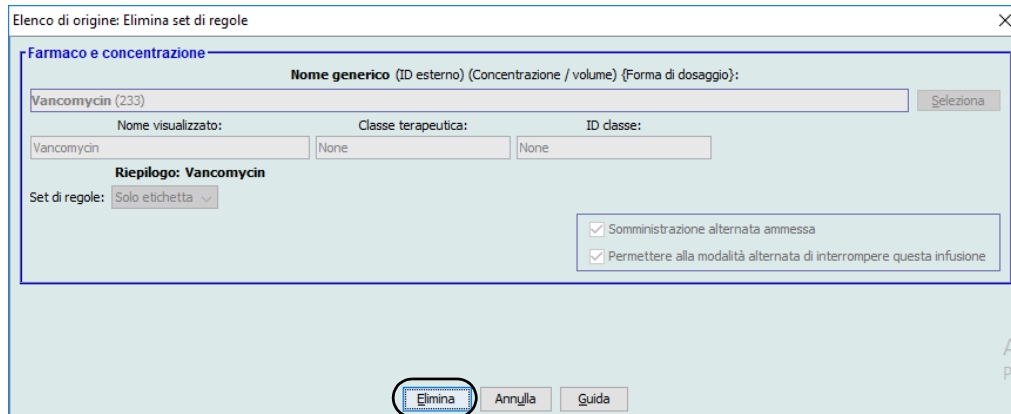 Elenco di origine: Elimina set di regole
Farmaco e concentrazione
Nome generico (ID esterno) (Concentrazione / volume) {Forma di dosaggio}:
Vancomycin (233) Seleziona
Nome visualizzato: Classe terapeutica: ID classe:
Vancomycin None None
Riepilogo: Vancomycin
Set di regole: Solo etichetta
Somministrazione alternata ammessa
Permettere alla modalità alternata di interrompere questa infusione
Elimina Annulla Guida